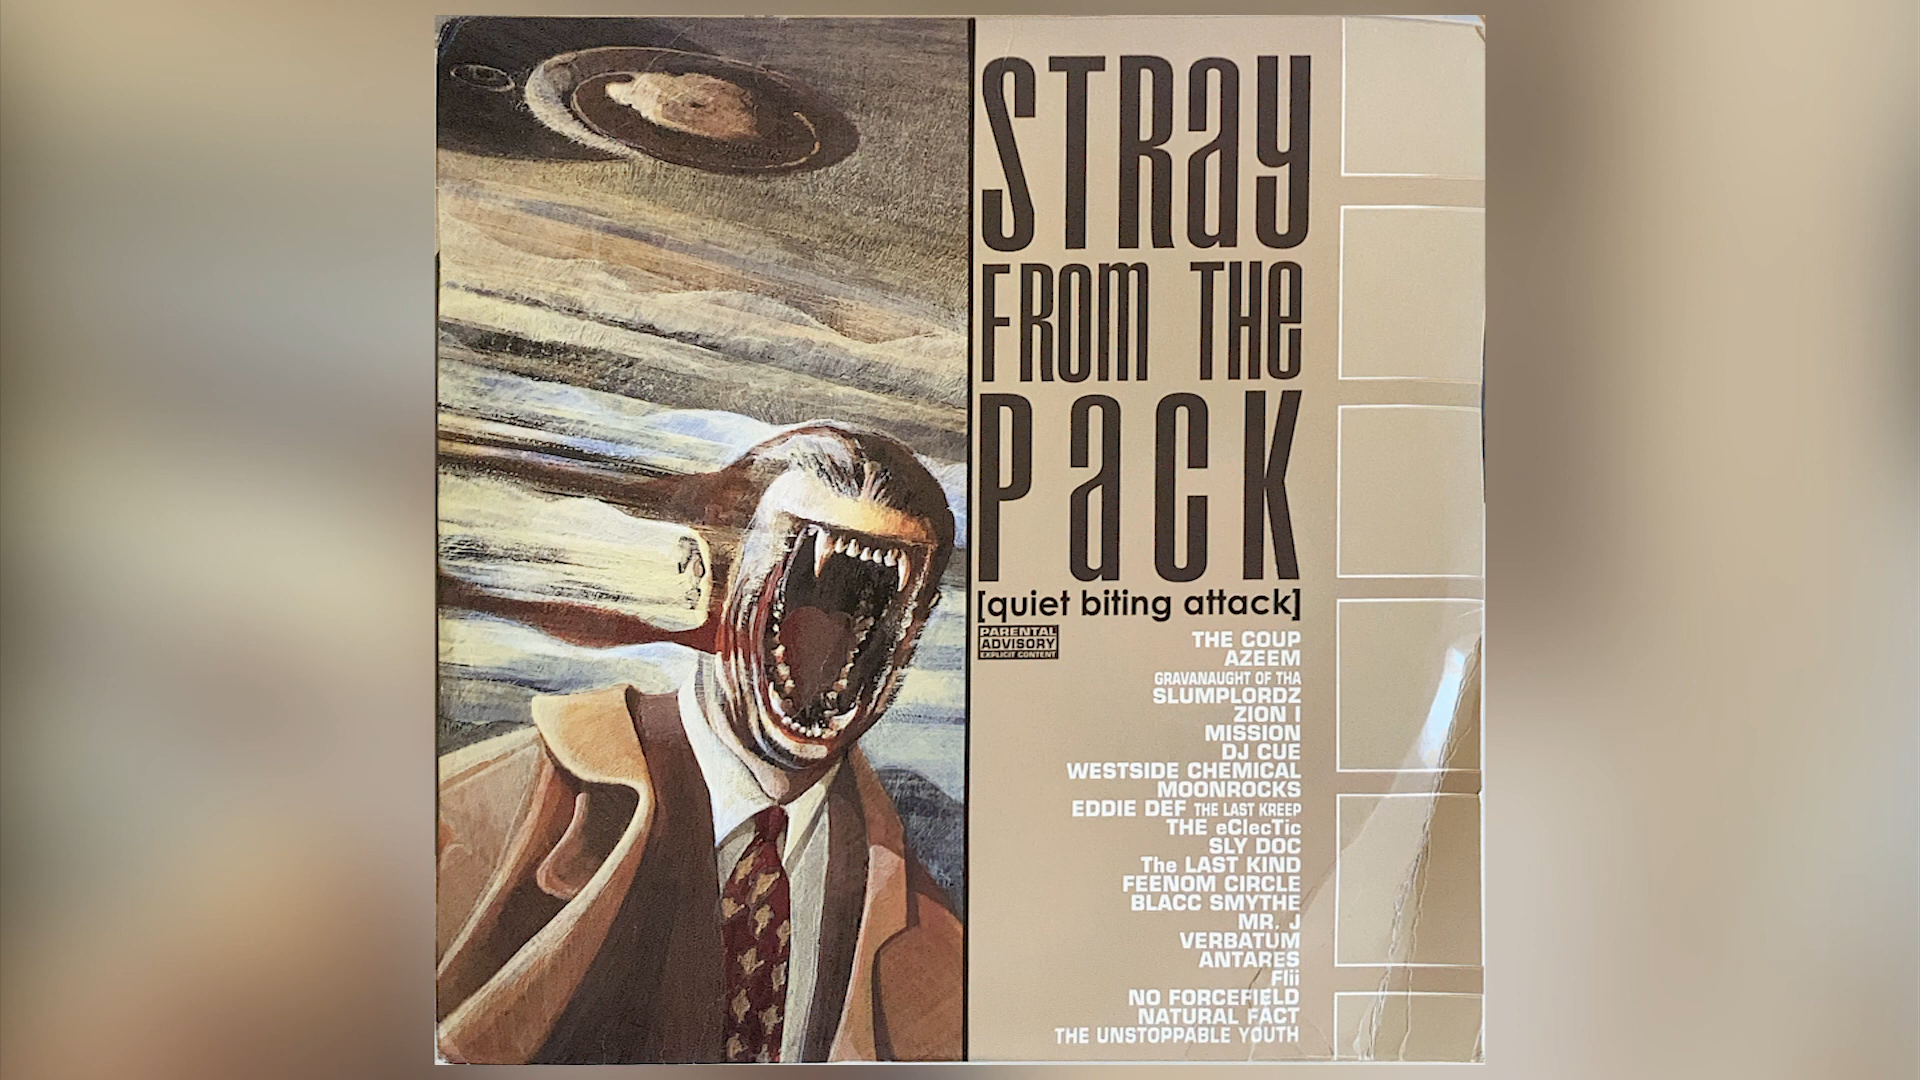 STRay
FROM THe
PaCK
[quiet biting attack]
PARENTAL
ADVISORY
EXPLICIT CONTENT
THE COUP
AZEEM
GRAVANAUGHT OF THA
SLUMPLORDZ
ZION I
MISSION
DJ CUE
WESTSIDE CHEMICAL
MOONROCKS
EDDIE DEF THE LAST KREEP
THE eClecTic
SLY DOC
The LAST KIND
FEENOM CIRCLE
BLACC SMYTHE
MR. J
VERBATUM
ANTARES
Flii
NO FORCEFIELD
NATURAL FACT
THE UNSTOPPABLE YOUTH